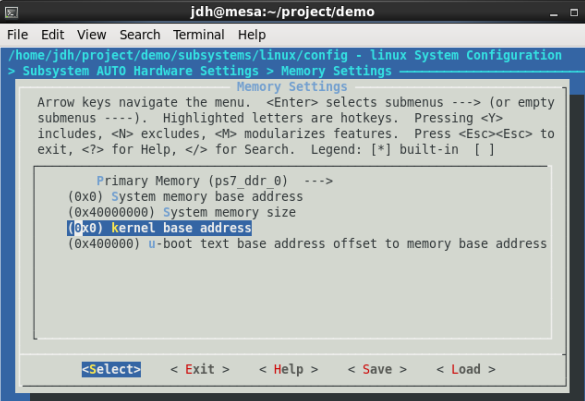 jdh@mesa:~/project/demo
File Edit View Search Terminal Help
/home/jdh/project/demo/subsystems/linux/config - linux System Configuration
> Subsystem AUTO Hardware Settings > Memory Settings
Memory Settings
Arrow keys navigate the menu. <Enter> selects submenus ---> (or empty
submenus ----). Highlighted letters are hotkeys. Pressing <Y>
includes, <N> excludes, <M> modularizes features. Press <Esc><Esc> to
exit, <?> for Help, </> for Search. Legend: [*] built-in [ ]
Primary Memory (ps7_ddr_0) --->
(0x0) System memory base address
(0x40000000) System memory size
(0x0) kernel base address
(0x400000) u-boot text base address offset to memory base address
<Select> < Exit > < Help > < Save > < Load >